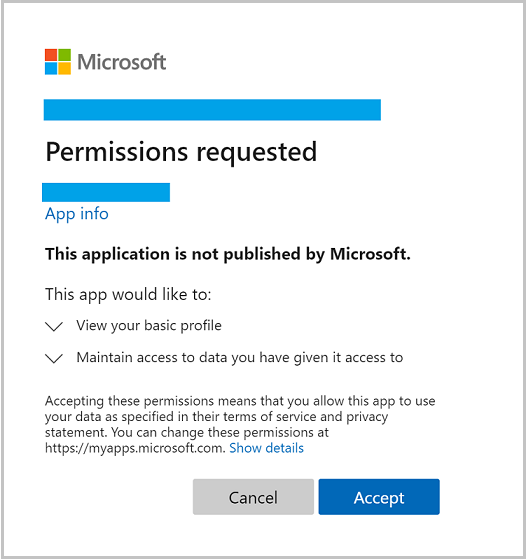 Microsoft
Permissions requested
App info
This application is not published by Microsoft.
This app would like to:
View your basic profile
Maintain access to data you have given it access to
Accepting these permissions means that you allow this app to use
your data as specified in their terms of service and privacy
statement. You can change these permissions at
https://myapps.microsoft.com. Show details
Cancel Accept